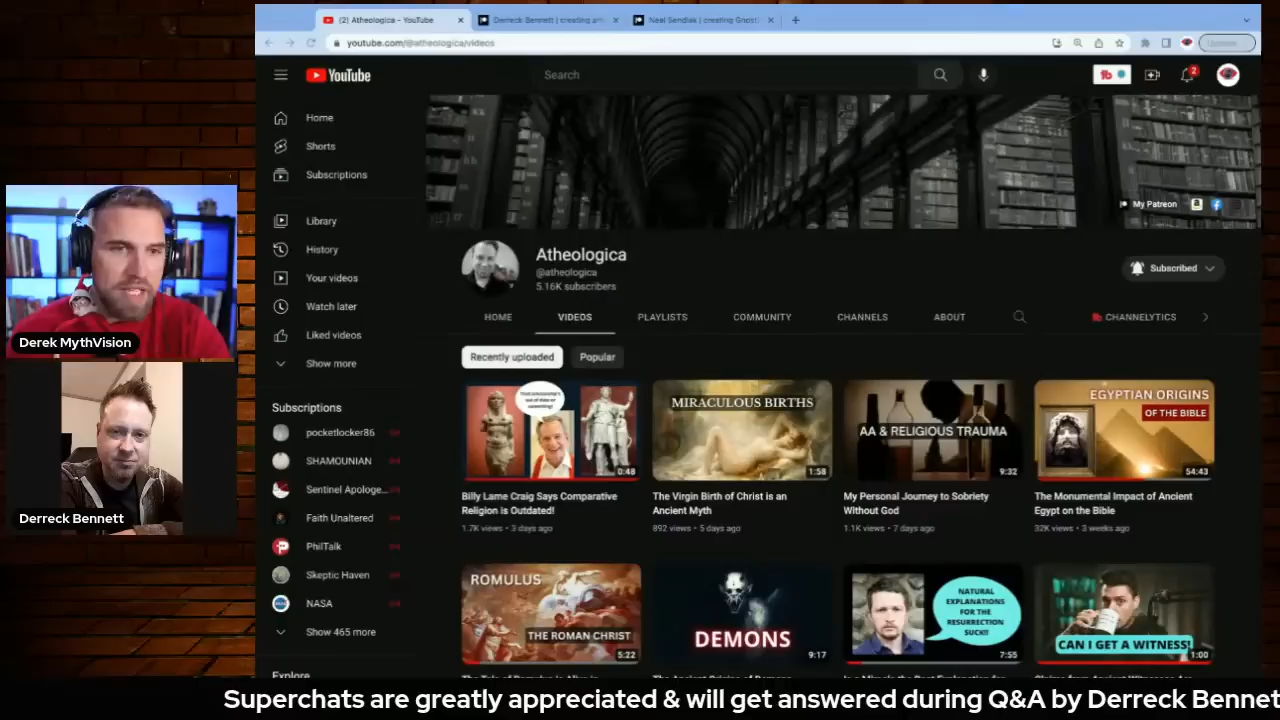 (2) Atheologica - YouTube
Derreck Bennett | creating
Neal Sendlak | creating Gnost
youtube.com/@atheologica/videos
YouTube
Search
2
Home
Shorts
Subscriptions
Library
History
Your videos
Watch later
Liked videos
Show more
Subscriptions
pocketlocker86
SHAMOUNIAN
Sentinel Apologe...
Faith Unaltered
PhilTalk
Skeptic Haven
NASA
Show 465 more
Explore
My Patreon
Atheologica
@atheologica
5.16K subscribers
Subscribed
HOME
VIDEOS
PLAYLISTS
COMMUNITY
CHANNELS
ABOUT
CHANNELYTICS
Recently uploaded
Popular
0:48
MIRACULOUS BIRTHS
1:58
AA & RELIGIOUS TRAUMA
9:32
EGYPTIAN ORIGINS
OF THE BIBLE
54:43
Billy Lame Craig Says Comparative
Religion is Outdated!
1.7K views • 3 days ago
The Virgin Birth of Christ is an
Ancient Myth
892 views • 5 days ago
My Personal Journey to Sobriety
Without God
1.1K views • 7 days ago
The Monumental Impact of Ancient
Egypt on the Bible
32K views • 3 weeks ago
ROMULUS
THE ROMAN CHRIST
5:22
DEMONS
9:17
NATURAL
EXPLANATIONS
FOR THE
RESURRECTION
SUCK!!
7:55
CAN I GET A WITNESS!
1:00
Derek MythVision
Derreck Bennett
Superchats are greatly appreciated & will get answered during Q&A by Derreck Bennet